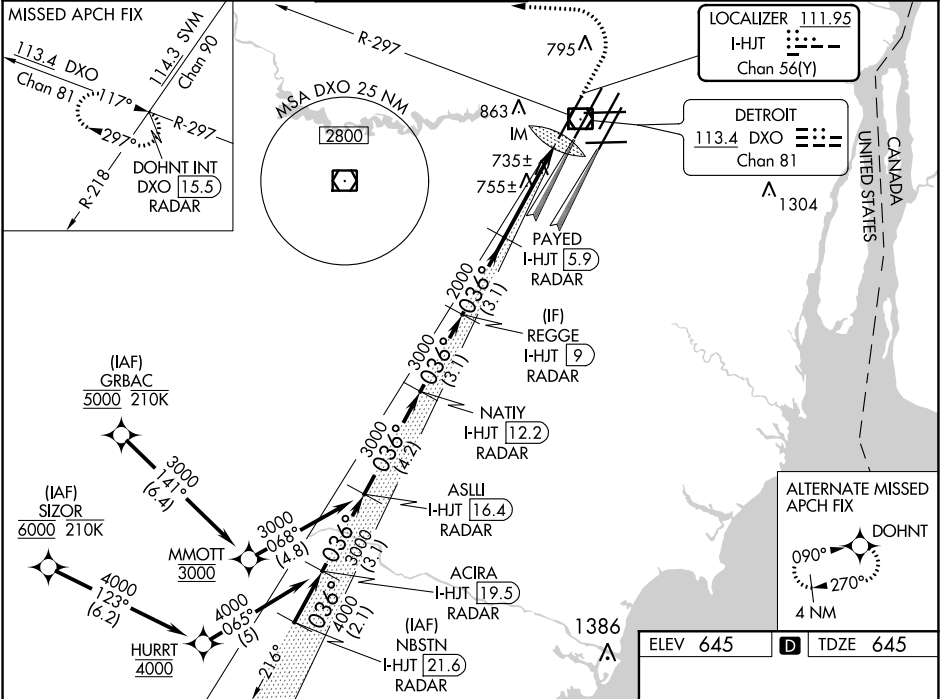 MISSED APCH FIX
113.4 DXO
Chan 81
114.3 SVM
Chan 90
117°
297°
R-297
R-218
DOHNT INT
DXO 15.5
RADAR
R-297
MSA DXO 25 NM
2800
795
863
IM
735±
755±
LOCALIZER 111.95
I-HJT
Chan 56(Y)
DETROIT
113.4 DXO
Chan 81
1304
CANADA
UNITED STATES
PAYED
I-HJT 5.9
RADAR
2000
036°
(3.1)
(IF)
REGGE
I-HJT 9
RADAR
3000
036°
(3.1)
NATIY
I-HJT 12.2
RADAR
3000
036°
(4.2)
ASLLI
I-HJT 16.4
RADAR
036°
3000
(3.1)
ACIRA
I-HJT 19.5
RADAR
036°
4000
(2.1)
(IAF)
NBSTN
I-HJT 21.6
RADAR
216°
(IAF)
GRBAC
5000 210K
3000
141°
(6.4)
(IAF)
SIZOR
6000 210K
4000
123°
(6.2)
MMOTT
3000
3000
068°
(4.8)
HURRT
4000
4000
065°
(5)
1386
ALTERNATE MISSED
APCH FIX
DOHNT
090°
270°
4 NM
ELEV 645
D
TDZE 645